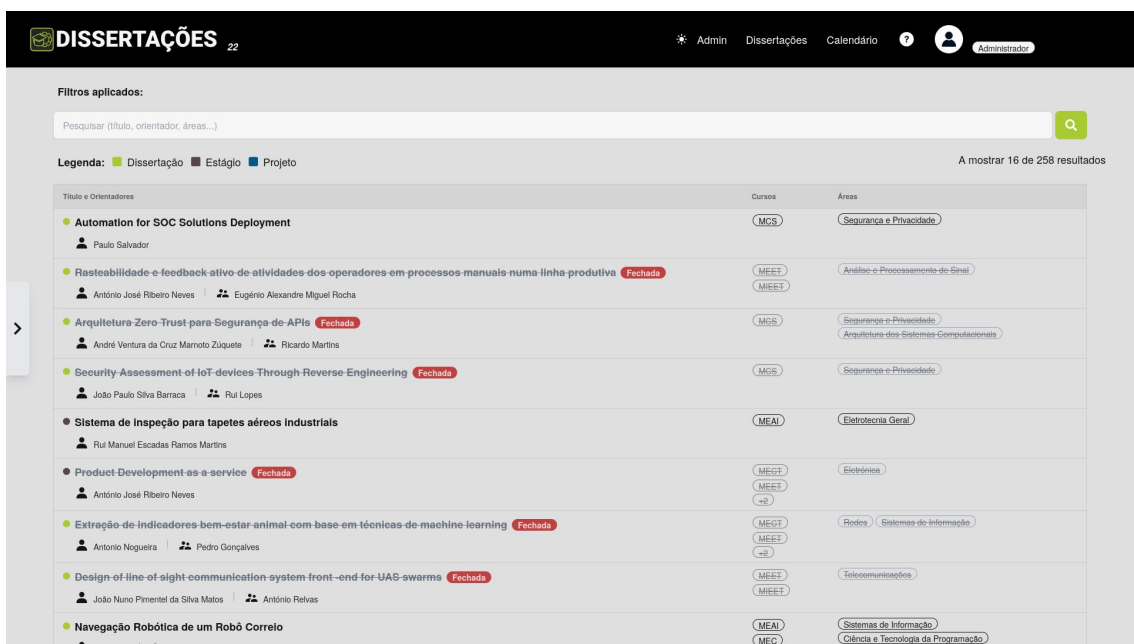 DISSERTAÇÕES 22
Admin Dissertações Calendário ? Administrador
Filtros aplicados:
Pesquisar (título, orientador, áreas...)
Legenda: Dissertação Estágio Projeto
A mostrar 16 de 258 resultados
Título e Orientadores Cursos Áreas
Automation for SOC Solutions Deployment MCS Segurança e Privacidade
Paulo Salvador
Rasteabilidade e feedback ativo de atividades dos operadores em processos manuais numa linha produtiva Fechada MEET Análise e Processamento de Sinal
MIEET
António José Ribeiro Neves Eugénio Alexandre Miguel Rocha
Arquitetura Zero Trust para Segurança de APIs Fechada MCS Segurança e Privacidade
Arquitetura dos Sistemas Computacionais
André Ventura da Cruz Marnoto Zúquete Ricardo Martins
Security Assessment of IoT devices Through Reverse Engineering Fechada MCS Segurança e Privacidade
João Paulo Silva Barraca Rui Lopes
Sistema de inspeção para tapetes aéreos industriais MEAI Eletrotecnia Geral
Rui Manuel Escadas Ramos Martins
Product Development as a service Fechada MECT Eletrónica
MEET
António José Ribeiro Neves +2
Extração de indicadores bem-estar animal com base em técnicas de machine learning Fechada MECT Redes Sistemas de Informação
MEET
Antonio Nogueira Pedro Gonçalves +2
Design of line of sight communication system front -end for UAS swarms Fechada MEET Telecomunicações
MIEET
João Nuno Pimentel da Silva Matos António Relvas
Navegação Robótica de um Robô Correio MEAI Sistemas de Informação
MEC Ciência e Tecnologia da Programação